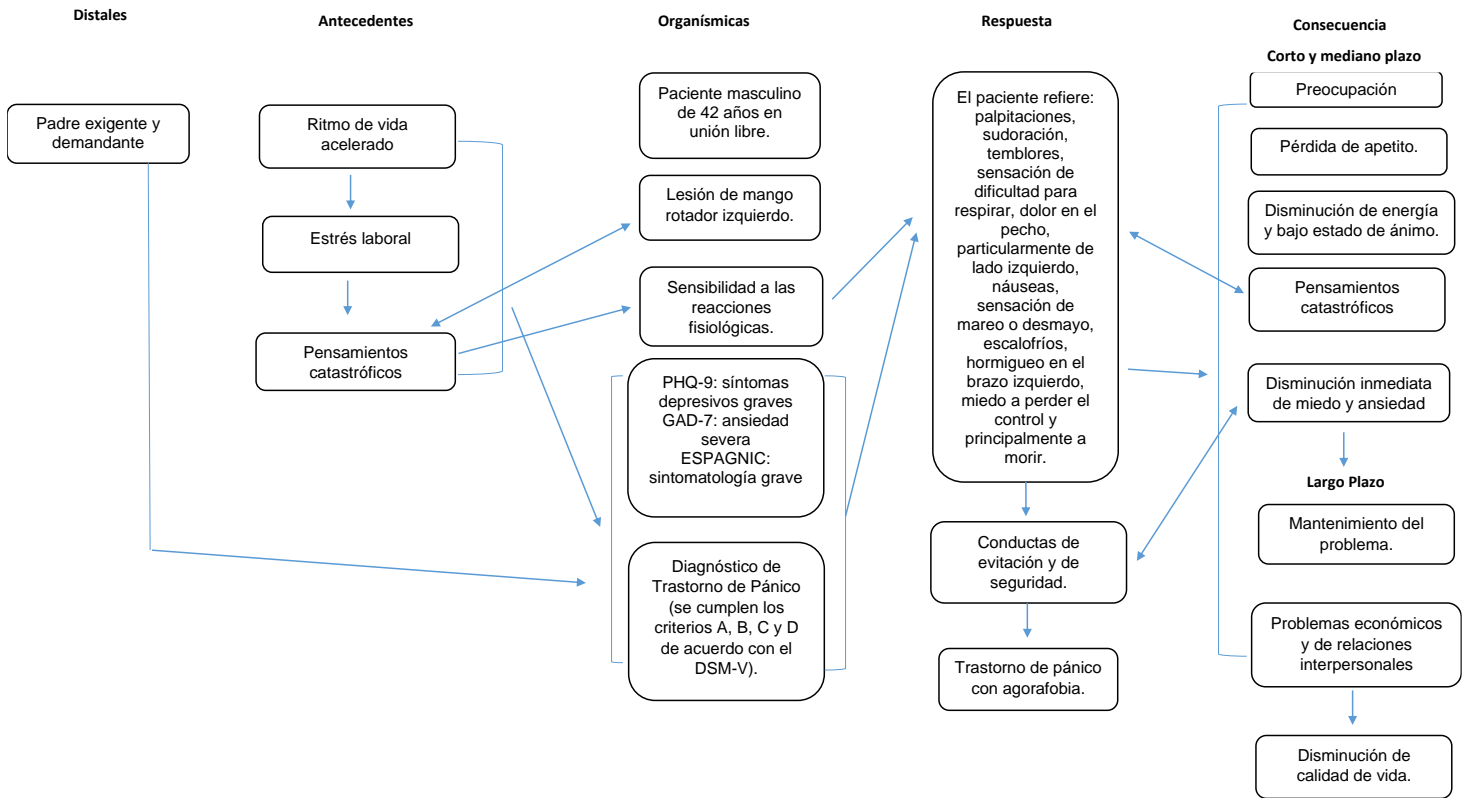 Distales
Padre exigente y
demandante
Antecedentes
Ritmo de vida
acelerado
Estrés laboral
Pensamientos
catastróficos
Organísmicas
Paciente masculino
de 42 años en
unión libre.
Lesión de mango
rotador izquierdo.
Sensibilidad a las
reacciones
fisiológicas.
PHQ-9: síntomas
depresivos graves
GAD-7: ansiedad
severa
ESPAGNIC:
sintomatología grave
Diagnóstico de
Trastorno de Pánico
(se cumplen los
criterios A, B, C y D
de acuerdo con el
DSM-V).
Respuesta
El paciente refiere:
palpitaciones,
sudoración,
temblores,
sensación de
dificultad para
respirar, dolor en el
pecho,
particularmente de
lado izquierdo,
náuseas,
sensación de
mareo o desmayo,
escalofríos,
hormigueo en el
brazo izquierdo,
miedo a perder el
control y
principalmente a
morir.
Conductas de
evitación y de
seguridad.
Trastorno de pánico
con agorafobia.
Consecuencia
Corto y mediano plazo
Preocupación
Pérdida de apetito.
Disminución de energía
y bajo estado de ánimo.
Pensamientos
catastróficos
Disminución inmediata
de miedo y ansiedad
Largo Plazo
Mantenimiento del
problema.
Problemas económicos
y de relaciones
interpersonales
Disminución de
calidad de vida.